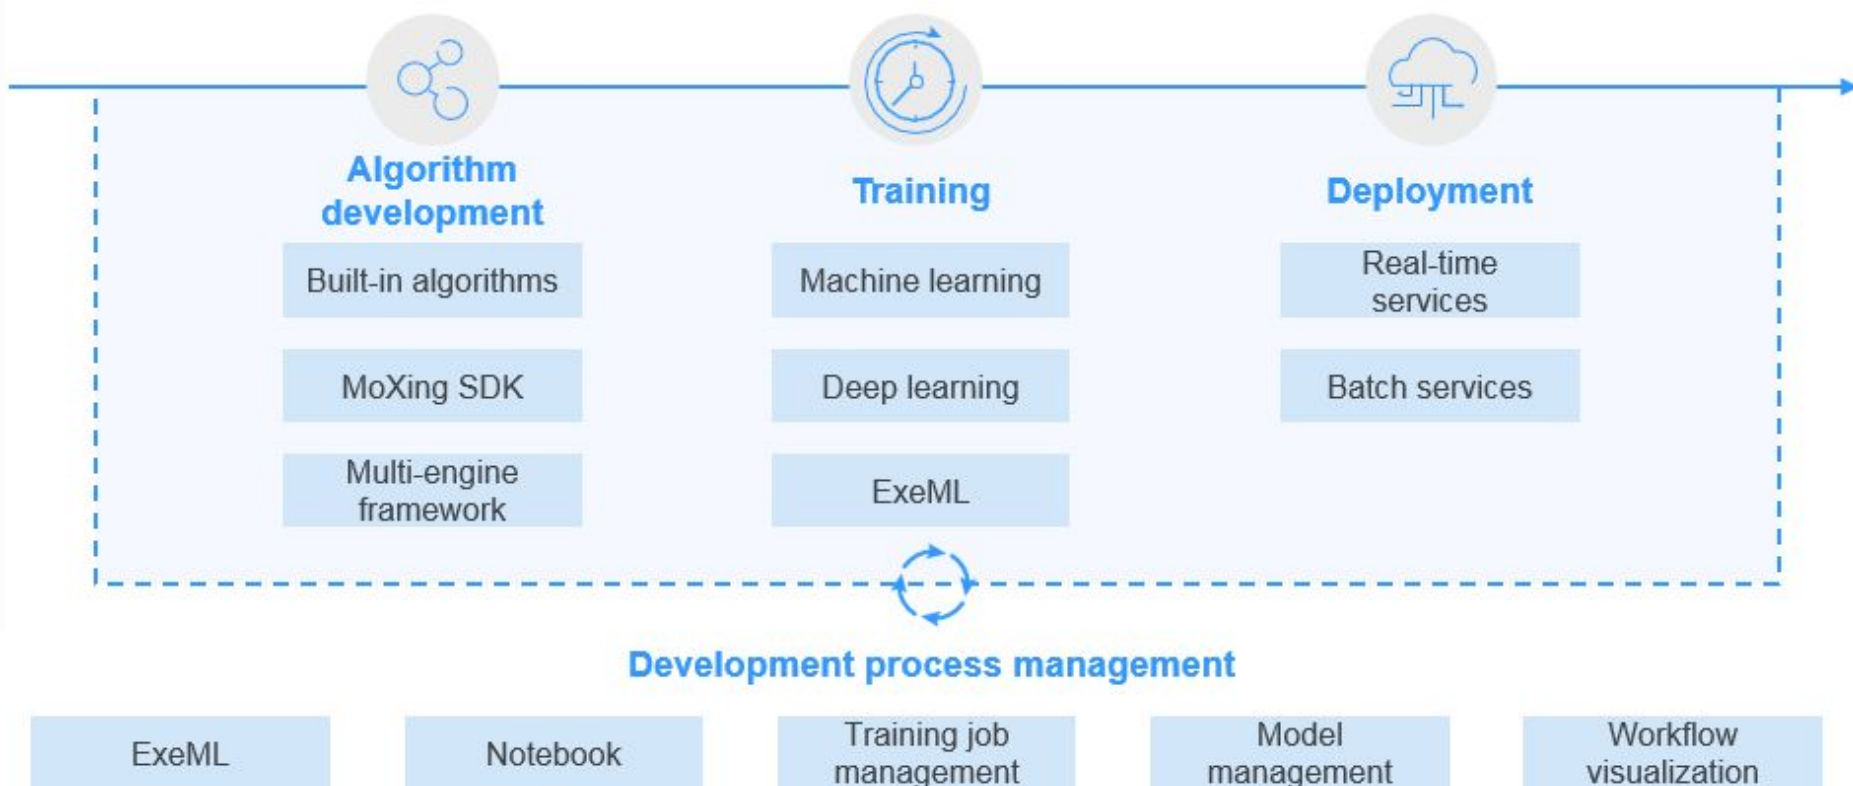 Algorithm
development
Training
Deployment
Built-in algorithms
Machine learning
Real-time
services
MoXing SDK
Deep learning
Batch services
Multi-engine
framework
ExeML
Development process management
ExeML
Notebook
Training job
management
Model
management
Workflow
visualization